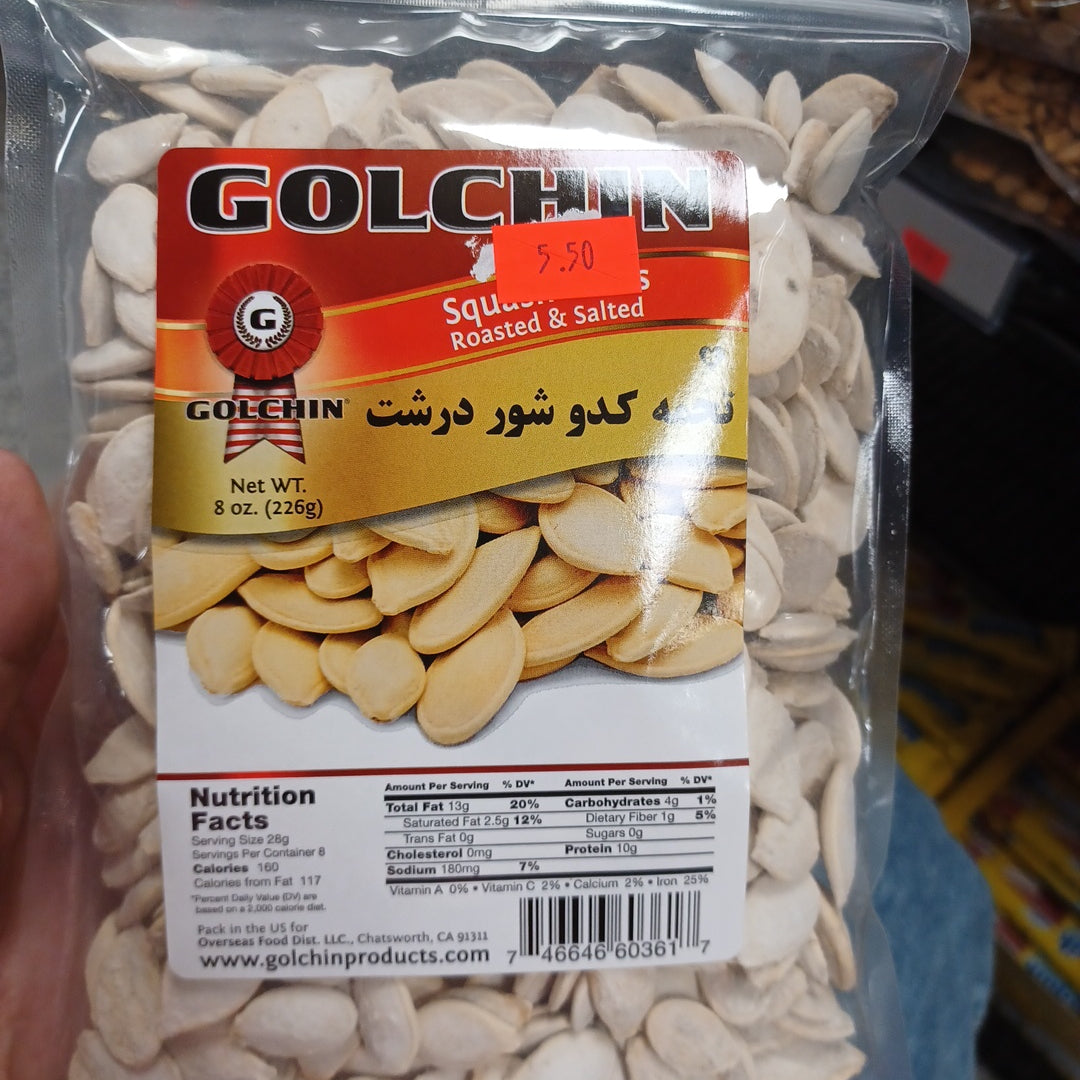 GOLCHIN
5.50
Roasted & Salted
G
GOLCHIN®
تخمه کدو شور درشت
Net WT.
8 oz. (226g)
Nutrition
Facts
Serving Size 28g
Servings Per Container 8
Calories 160
Calories from Fat 117
*Percent Daily Value (DV) are
based on a 2,000 calorie diet.
Amount Per Serving % DV*
Total Fat 13g 20%
Saturated Fat 2.5g 12%
Trans Fat 0g
Cholesterol 0mg
Sodium 180mg 7%
Amount Per Serving % DV*
Carbohydrates 4g 1%
Dietary Fiber 1g 5%
Sugars 0g
Protein 10g
Vitamin A 0% • Vitamin C 2% • Calcium 2% • Iron 25%
Pack in the US for
Overseas Food Dist. LLC., Chatsworth, CA 91311
www.golchinproducts.com
7 46646 60361 7